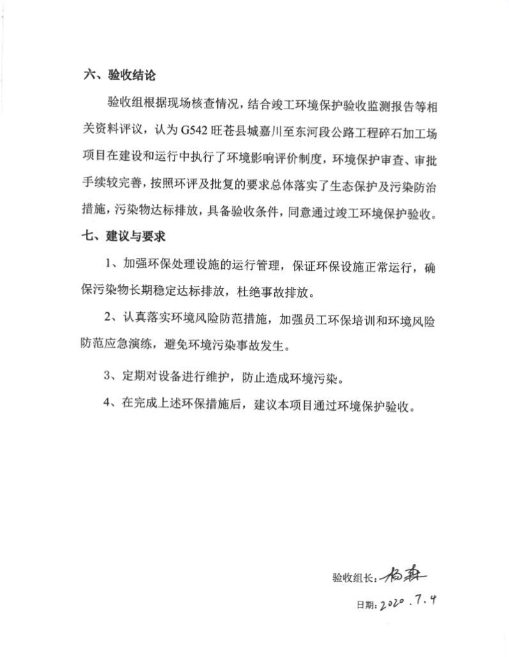 六、验收结论
验收组根据现场核查情况，结合竣工环境保护验收监测报告等相
关资料评议，认为 G542 旺苍县城嘉川至东河段公路工程碎石加工场
项目在建设和运行中执行了环境影响评价制度，环境保护审查、审批
手续较完善，按照环评及批复的要求总体落实了生态保护及污染防治
措施，污染物达标排放，具备验收条件，同意通过竣工环境保护验收。
七、建议与要求
1、加强环保处理设施的运行管理，保证环保设施正常运行，确
保污染物长期稳定达标排放，杜绝事故排放。
2、认真落实环境风险防范措施，加强员工环保培训和环境风险
防范应急演练，避免环境污染事故发生。
3、定期对设备进行维护，防止造成环境污染。
4、在完成上述环保措施后，建议本项目通过环境保护验收。
验收组长：杨森
日期：2020.7.4